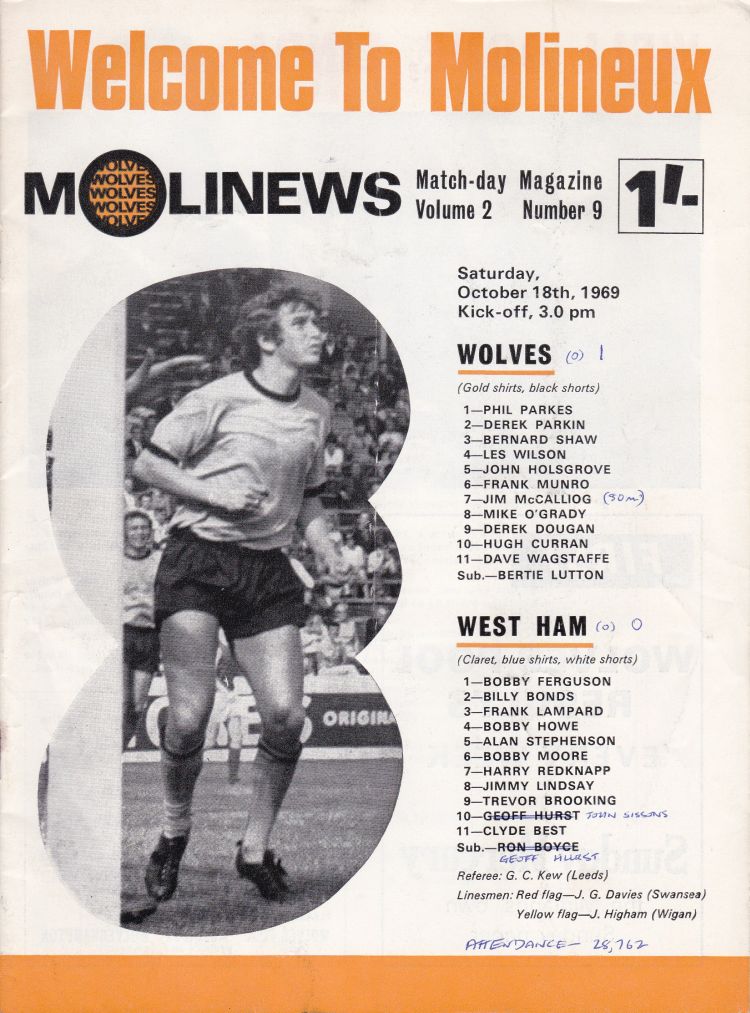 Welcome To Molineux
WOLVES
WOLVES
WOLVES
WOLVES
WOLVES
MOLINEWS
Match-day Magazine
Volume 2 Number 9
1/-
Saturday,
October 18th, 1969
Kick-off, 3.0 pm
WOLVES (0) 1
(Gold shirts, black shorts)
1—PHIL PARKES
2—DEREK PARKIN
3—BERNARD SHAW
4—LES WILSON
5—JOHN HOLSGROVE
6—FRANK MUNRO
7—JIM McCALLIOG (80m)
8—MIKE O'GRADY
9—DEREK DOUGAN
10—HUGH CURRAN
11—DAVE WAGSTAFFE
Sub.—BERTIE LUTTON
WEST HAM (0) 0
(Claret, blue shirts, white shorts)
1—BOBBY FERGUSON
2—BILLY BONDS
3—FRANK LAMPARD
4—BOBBY HOWE
5—ALAN STEPHENSON
6—BOBBY MOORE
7—HARRY REDKNAPP
8—JIMMY LINDSAY
9—TREVOR BROOKING
10—GEOFF HURST JOHN SISSONS
11—CLYDE BEST
Sub.—RON BOYCE
GEOFF HURST
Referee: G. C. Kew (Leeds)
Linesmen: Red flag—J. G. Davies (Swansea)
Yellow flag—J. Higham (Wigan)
ATTENDANCE— 28,762
ORIGINA